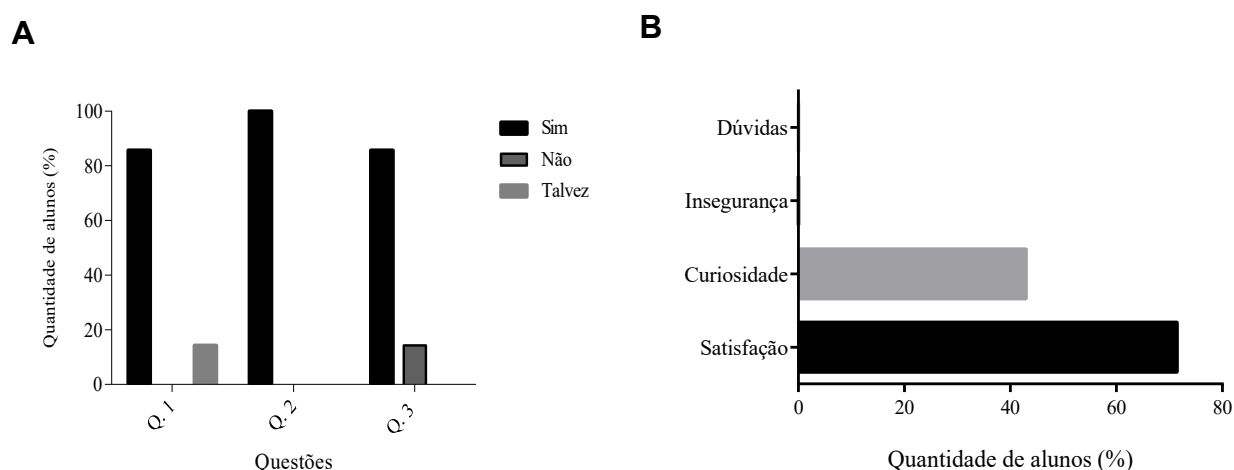 A
Quantidade de alunos (%)
100
80
60
40
20
0
Q. 1
Q. 2
Q. 3
Questões
Sim
Não
Talvez
B
Dúvidas
Insegurança
Curiosidade
Satisfação
0
20
40
60
80
Quantidade de alunos (%)